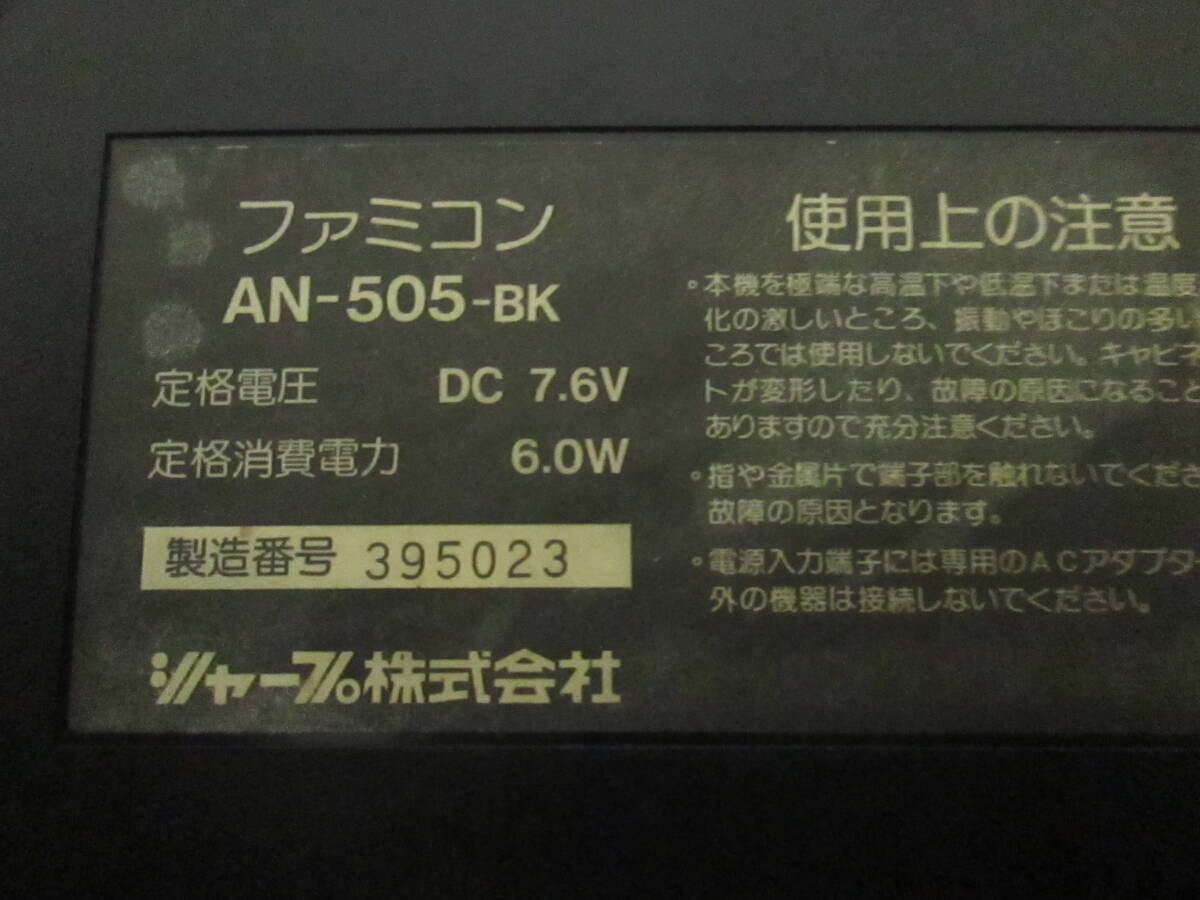 ファミコン
AN-505-BK
定格電圧 DC 7.6V
定格消費電力 6.0W
製造番号 395023
シャープ株式会社
使用上の注意
•本機を極端な高温下や低温下または温度
化の激しいところ、振動やほこりの多い
ころでは使用しないでください。キャビネ
トが変形したり、故障の原因になること
ありますので充分注意ください。
•指や金属片で端子部を触れないでくださ
故障の原因となります。
•電源入力端子には専用のACアダプター
外の機器は接続しないでください。